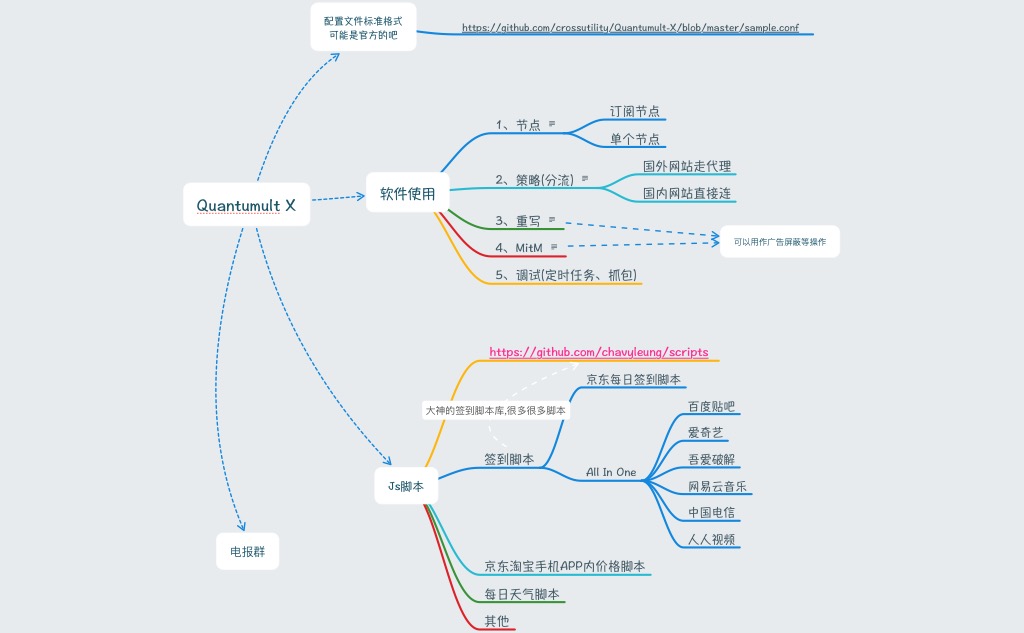 配置文件标准格式
可能是官方的吧
https://github.com/crossutility/Quantumult-X/blob/master/sample.conf
Quantumult X
软件使用
1、节点
订阅节点
单个节点
2、策略(分流)
国外网站走代理
国内网站直接连
3、重写
4、MitM
可以用作广告屏蔽等操作
5、调试(定时任务、抓包)
Js脚本
https://github.com/chavyleung/scripts
大神的签到脚本库,很多很多脚本
签到脚本
京东每日签到脚本
All In One
百度贴吧
爱奇艺
吾爱破解
网易云音乐
中国电信
人人视频
京东淘宝手机APP内价格脚本
每日天气脚本
其他
电报群